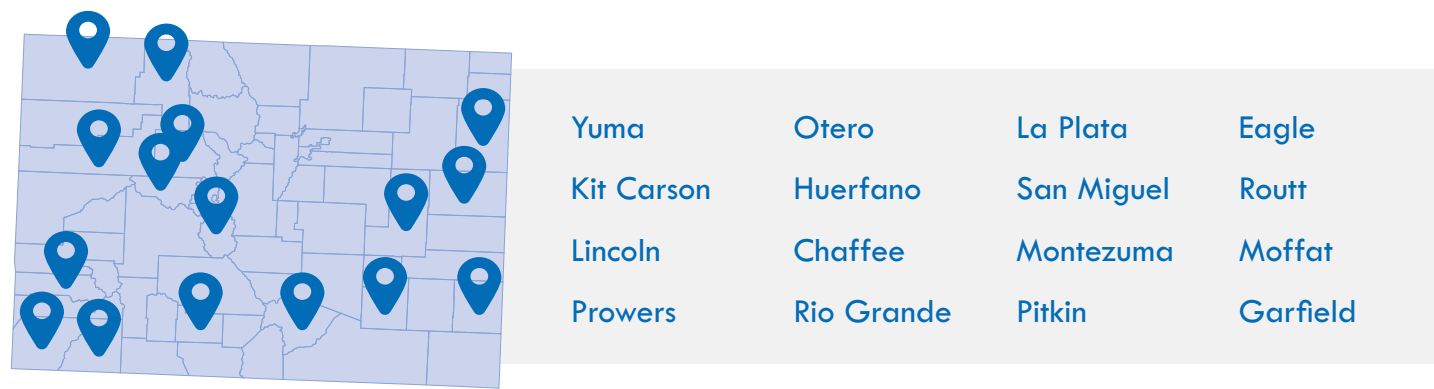 Yuma
Kit Carson
Lincoln
Prowers
Otero
Huerfano
Chaffee
Rio Grande
La Plata
San Miguel
Montezuma
Pitkin
Eagle
Routt
Moffat
Garfield